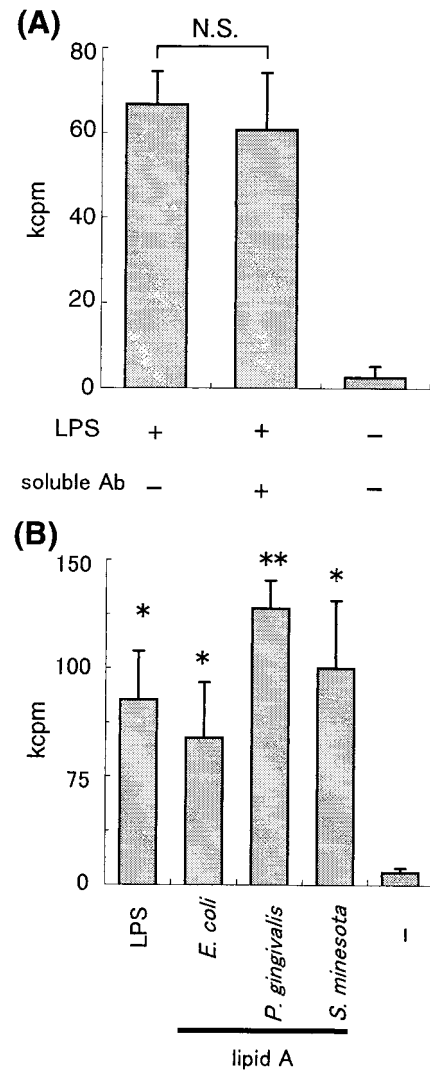 (A)
N.S.
80
60
40
20
0
kcpm
LPS + + −
soluble Ab − + −
(B)
150
100
75
0
kcpm
* * ** *
LPS
E. coli
P. gingivalis
S. minesota
−
lipid A